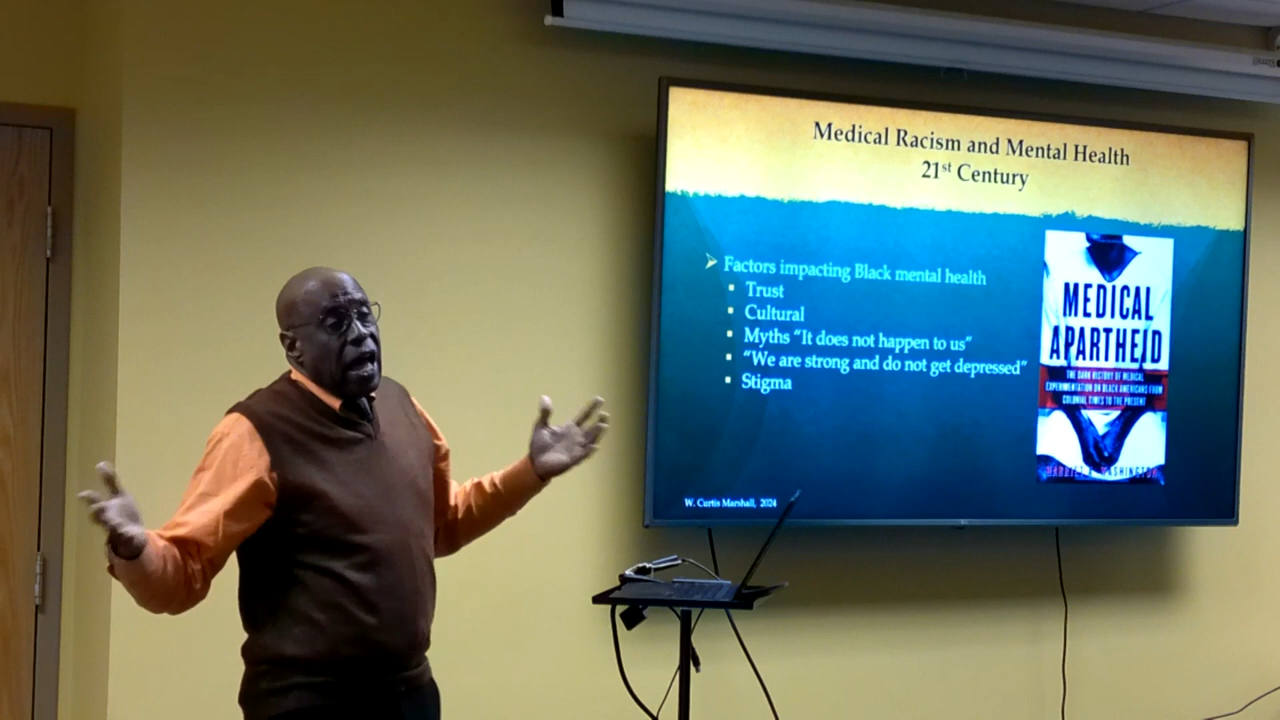 Medical Racism and Mental Health
21st Century
Factors impacting Black mental health
Trust
Cultural
Myths “It does not happen to us”
“We are strong and do not get depressed”
Stigma
MEDICAL
APARTHEID
THE DARK HISTORY OF MEDICAL
EXPERIMENTATION ON BLACK AMERICANS FROM
COLONIAL TIMES TO THE PRESENT
HARRIET A. WASHINGTON
W. Curtis Marshall, 2024